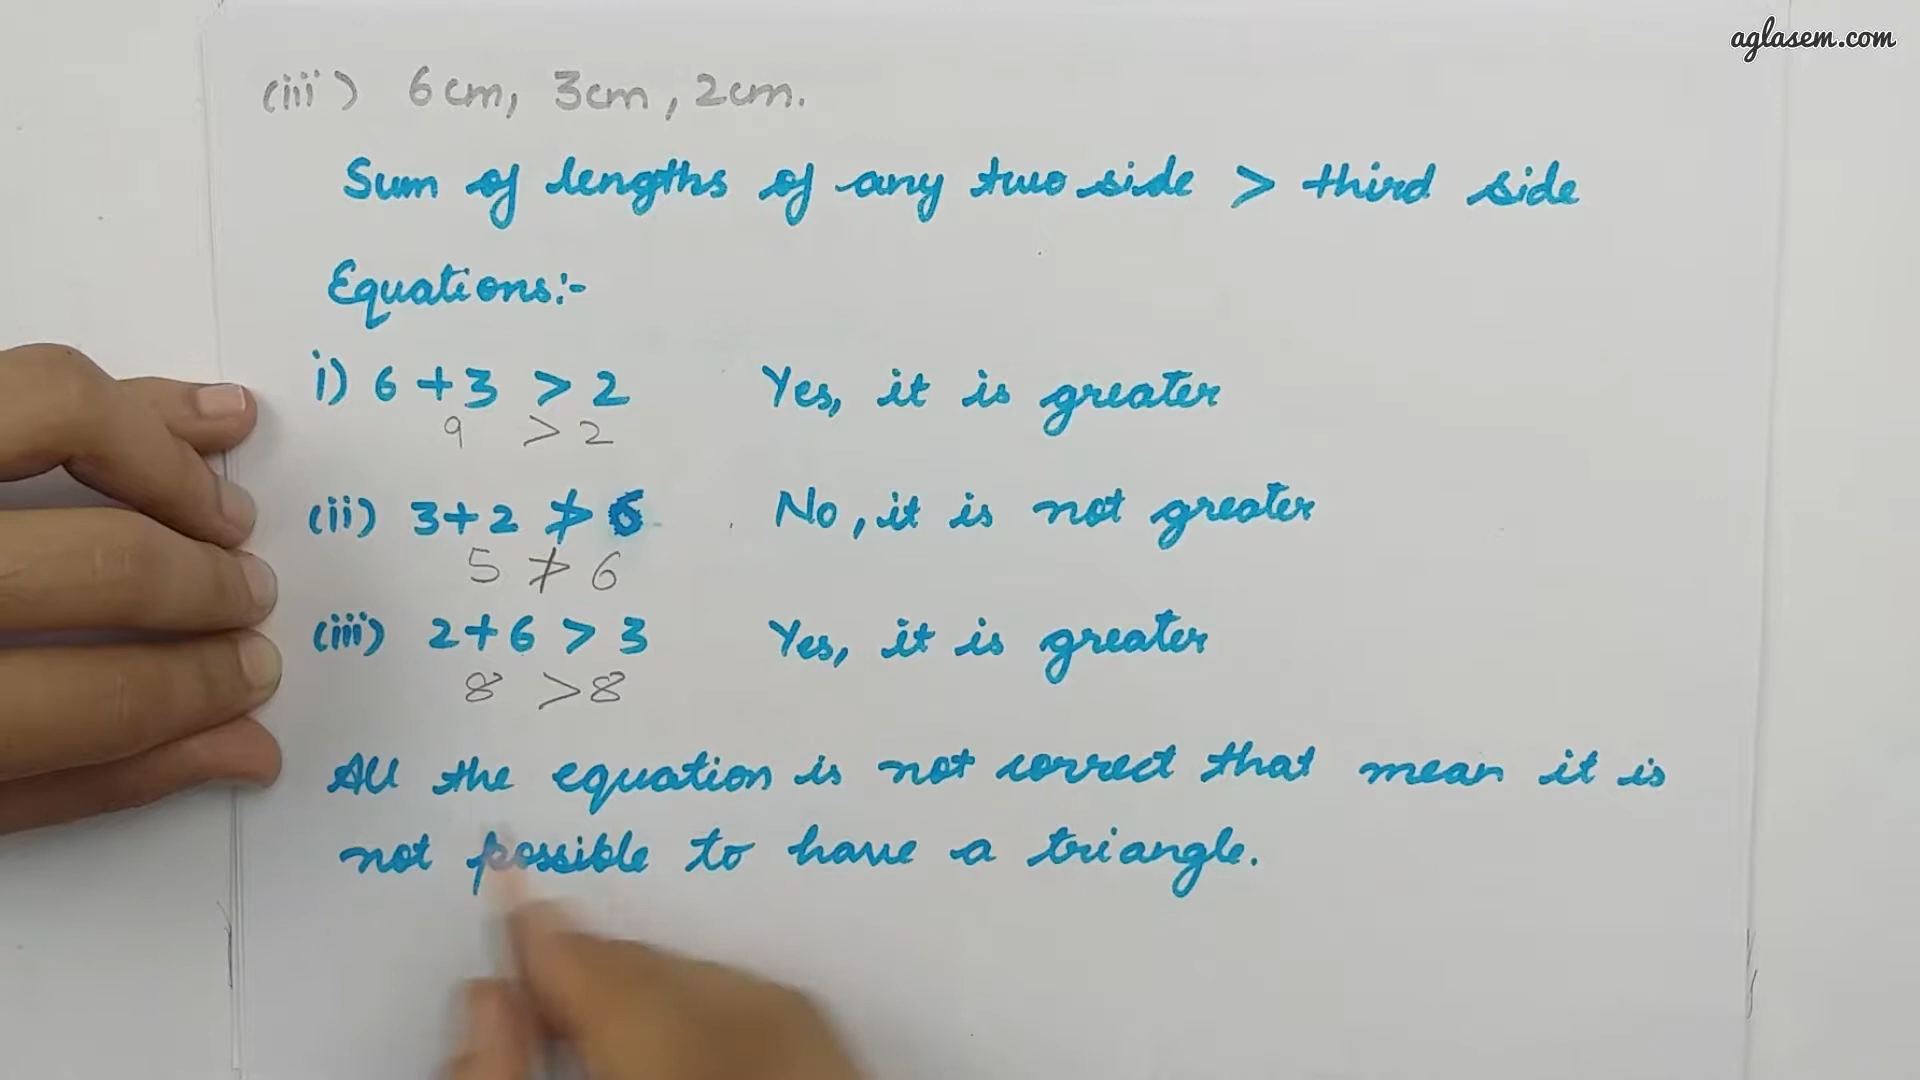 aglasem.com
(iii) 6cm, 3cm, 2cm.
Sum of lengths of any two side > third side
Equations:-
i) 6 + 3 > 2 Yes, it is greater
9 > 2
(ii) 3+2 ≯ 6 No, it is not greater
5 ≯ 6
(iii) 2+6 > 3 Yes, it is greater
8 > 8
All the equation is not correct that mean it is
not possible to have a triangle.